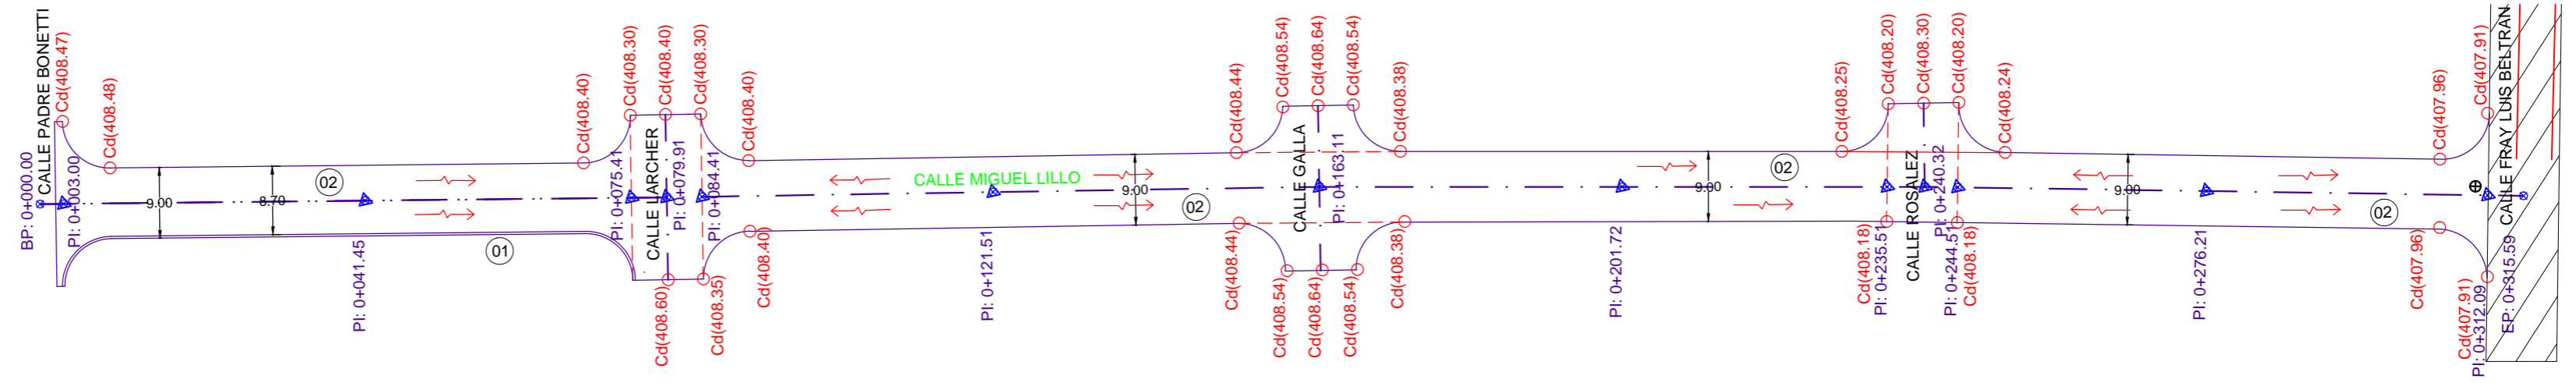 BP: 0+000.00
CALLE PADRE BONETTI
Cd(408.47)
PI: 0+003.00
Cd(408.48)
9.00
8.70
02
PI: 0+041.45
01
Cd(408.40)
Cd(408.30)
Cd(408.40)
Cd(408.30)
Cd(408.40)
PI: 0+075.41
CALLE LARCHER
PI: 0+079.91
PI: 0+084.41
Cd(408.60)
Cd(408.35)
Cd(408.40)
CALLE MIGUEL LILLO
PI: 0+121.51
9.00
02
Cd(408.44)
Cd(408.54)
Cd(408.64)
Cd(408.54)
Cd(408.38)
CALLE GALLA
PI: 0+163.11
Cd(408.44)
Cd(408.54)
Cd(408.64)
Cd(408.54)
Cd(408.38)
PI: 0+201.72
9.00
02
Cd(408.25)
Cd(408.20)
Cd(408.30)
Cd(408.20)
Cd(408.24)
Cd(408.18)
PI: 0+235.51
CALLE ROSALEZ
PI: 0+240.32
PI: 0+244.51
Cd(408.18)
9.00
PI: 0+276.21
02
Cd(407.96)
Cd(407.91)
Cd(407.96)
Cd(407.91)
PI: 0+312.09
CALLE FRAY LUIS BELTRAN
EP: 0+315.59